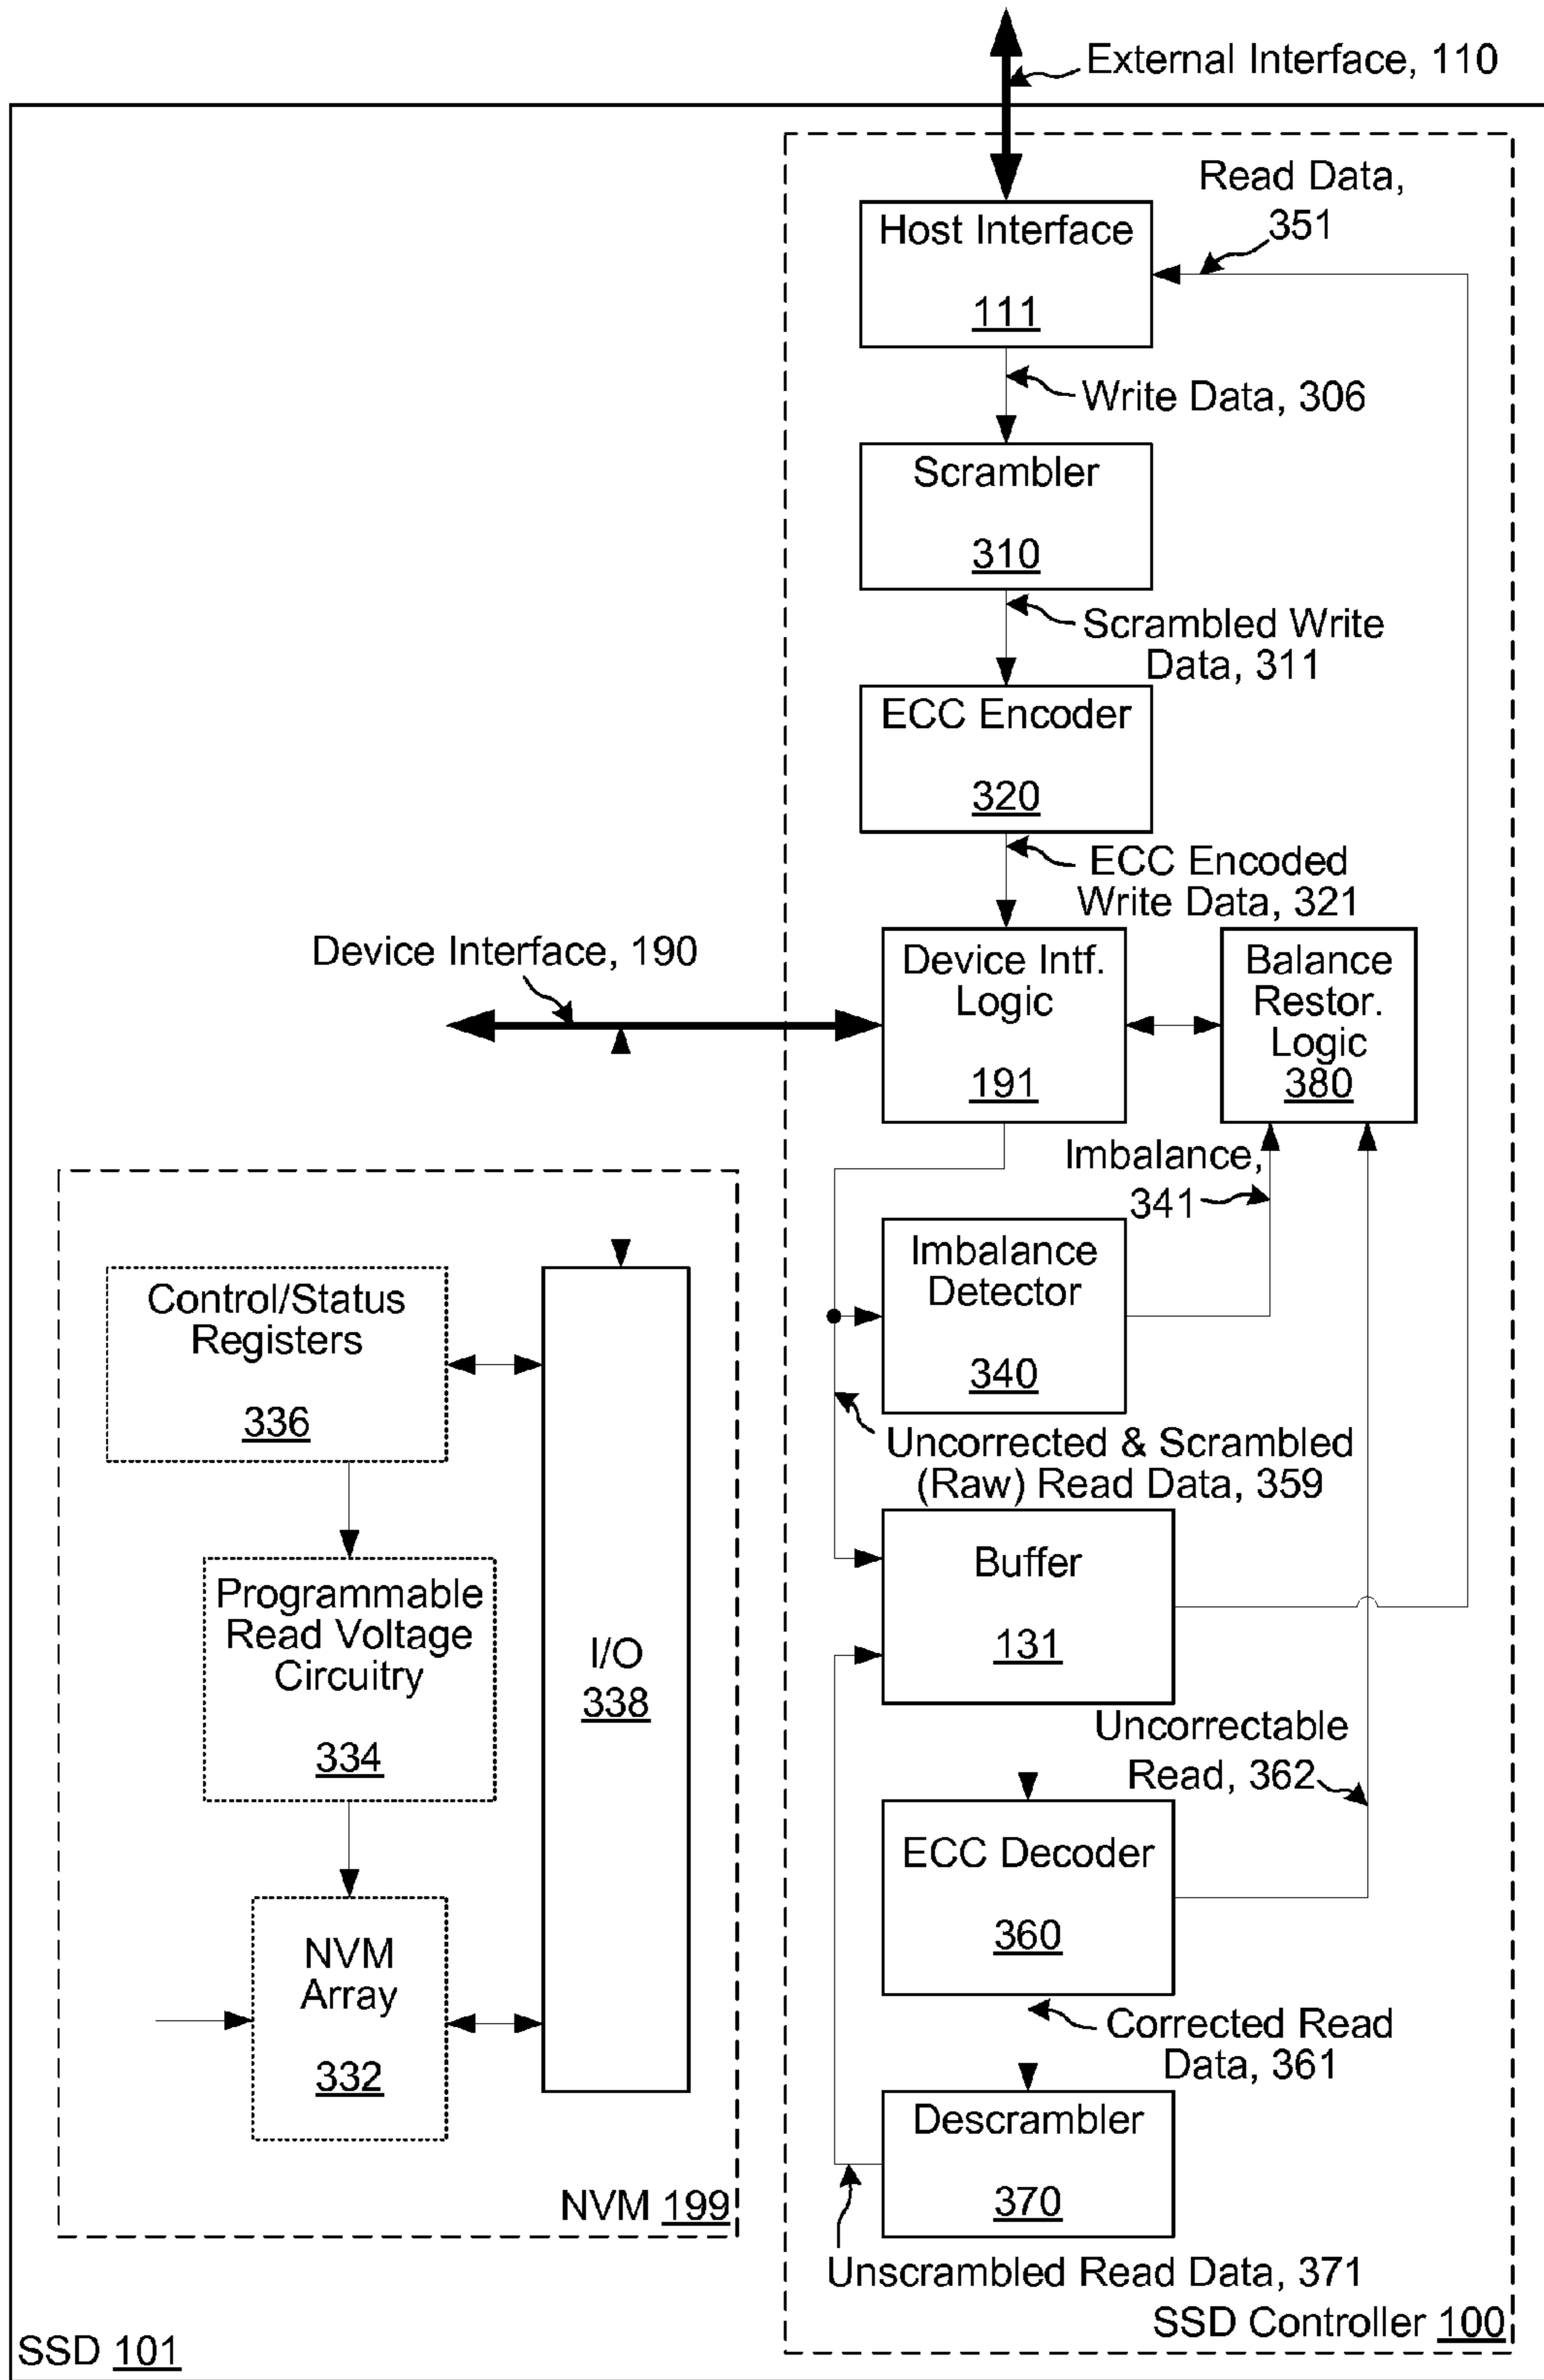 External Interface, 110
Read Data,
351
Host Interface
111
Write Data, 306
Scrambler
310
Scrambled Write
Data, 311
ECC Encoder
320
ECC Encoded
Write Data, 321
Device Interface, 190
Device Intf.
Logic
191
Balance
Restor.
Logic
380
Imbalance,
341
Imbalance
Detector
340
Uncorrected & Scrambled
(Raw) Read Data, 359
Control/Status
Registers
336
Programmable
Read Voltage
Circuitry
334
I/O
338
NVM
Array
332
NVM 199
Buffer
131
Uncorrectable
Read, 362
ECC Decoder
360
Corrected Read
Data, 361
Descrambler
370
Unscrambled Read Data, 371
SSD Controller 100
SSD 101